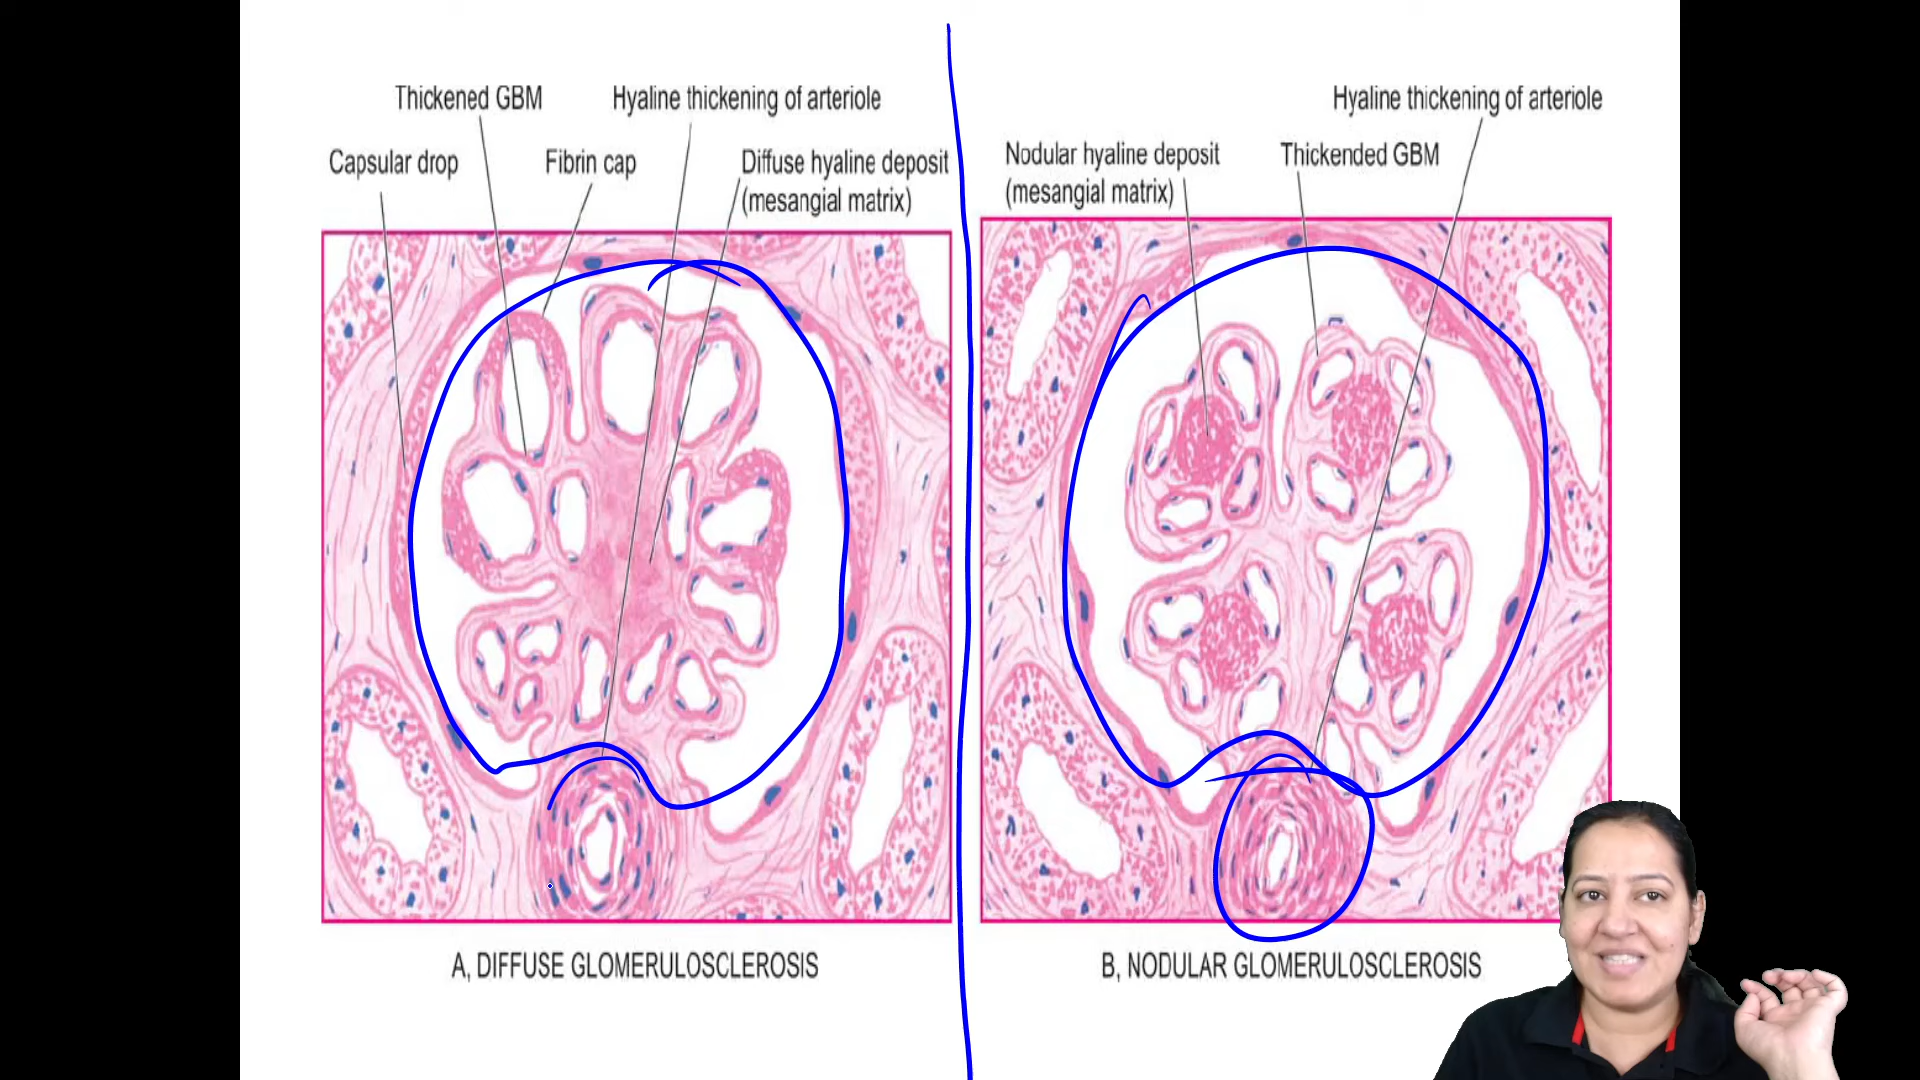 Thickened GBM
Hyaline thickening of arteriole
Capsular drop
Fibrin cap
Diffuse hyaline deposit
(mesangial matrix)
A, DIFFUSE GLOMERULOSCLEROSIS
Hyaline thickening of arteriole
Nodular hyaline deposit
(mesangial matrix)
Thickended GBM
B, NODULAR GLOMERULOSCLEROSIS